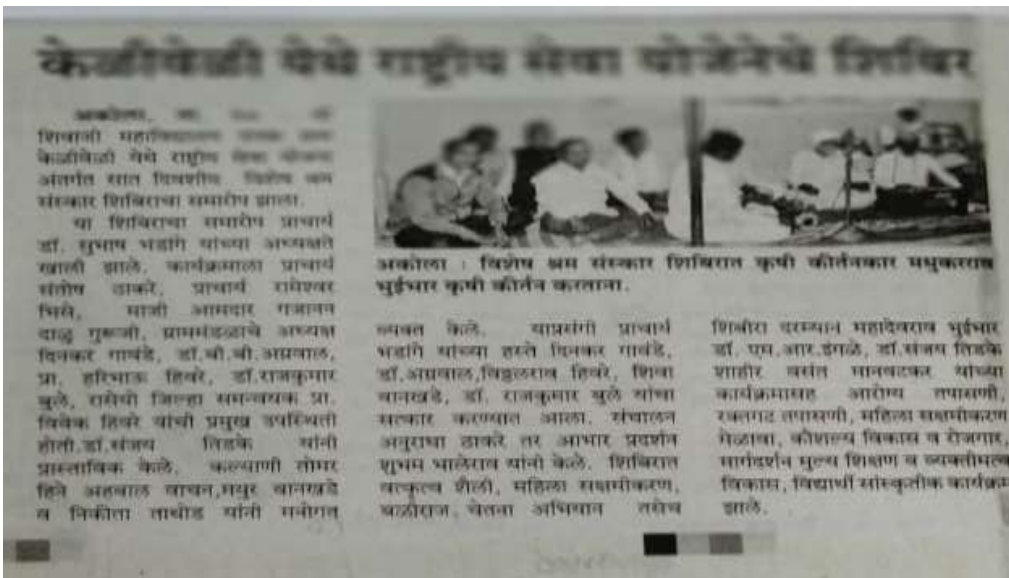 केळीवेळी येथे राष्ट्रीय सेवा योजनेचे शिबिर
अकोला,
शिवाजी महाविद्यालय
केळीवेळी येथे राष्ट्रीय सेवा योजना
अंतर्गत सात दिवशीय विशेष श्रम
संस्कार शिबिराचा समारोप झाला.
या शिबिराचा समारोप प्राचार्य
डॉ. सुभाष भडांगे यांच्या अध्यक्षते
खाली झाले. कार्यक्रमाला प्राचार्य
संतोष ठाकरे, प्राचार्य रामेश्वर
भिसे, माजी आमदार गजानन
दाळु गुरूजी, ग्राममंडळाचे अध्यक्ष
दिनकर गावंडे, डॉ.बी.बी.अग्रवाल,
प्रा. हरिभाऊ हिवरे, डॉ.राजकुमार
बुले, रासेयो जिल्हा समन्वयक प्रा.
विवेक हिवरे यांची प्रमुख उपस्थिती
होती.डॉ.संजय तिडके यांनी
प्रास्ताविक केले. कल्याणी तोमर
हिने अहवाल वाचन,मयुर वानखडे
व निकीता ताथोड यांनी मनोगत
अकोला : विशेष श्रम संस्कार शिबिरात कृषी कीर्तनकार मधुकरराव
भुईभार कृषी कीर्तन करताना.
व्यक्त केले. याप्रसंगी प्राचार्य
भडांगे यांच्या हस्ते दिनकर गावंडे,
डॉ.अग्रवाल,विठ्ठलराव हिवरे, शिवा
वानखडे, डॉ. राजकुमार बुले यांचा
सत्कार करण्यात आला. संचालन
अनुराधा ठाकरे तर आभार प्रदर्शन
शुभम भालेराव यांनी केले. शिबिरात
वत्कृत्व शैली, महिला सक्षमीकरण,
बळीराज, चेतना अभियान तसेच
शिबीरा दरम्यान महादेवराव भुईभार
डॉ. एम.आर.इंगळे, डॉ.संजय तिडके
शाहीर वसंत मानवटकर यांच्या
कार्यक्रमासह आरोग्य तपासणी,
रक्तगट तपासणी, महिला सक्षमीकरण
मेळावा, कौशल्य विकास व रोजगार,
मार्गदर्शन मुल्य शिक्षण व व्यक्तीमत्व
विकास, विद्यार्थी सांस्कृतीक कार्यक्रम
झाले.